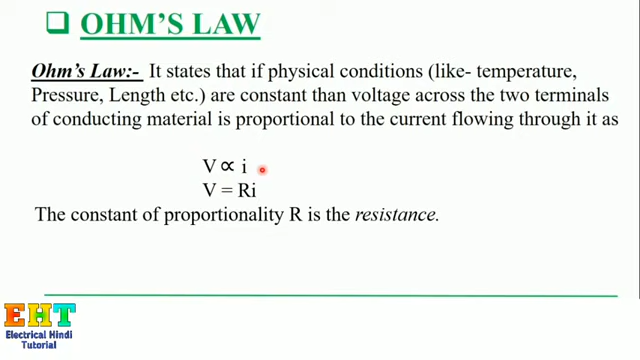 ❑ OHM'S LAW
Ohm's Law:- It states that if physical conditions (like- temperature,
Pressure, Length etc.) are constant than voltage across the two terminals
of conducting material is proportional to the current flowing through it as
V ∝ i
V = Ri
The constant of proportionality R is the resistance.
EHT
Electrical Hindi
Tutorial